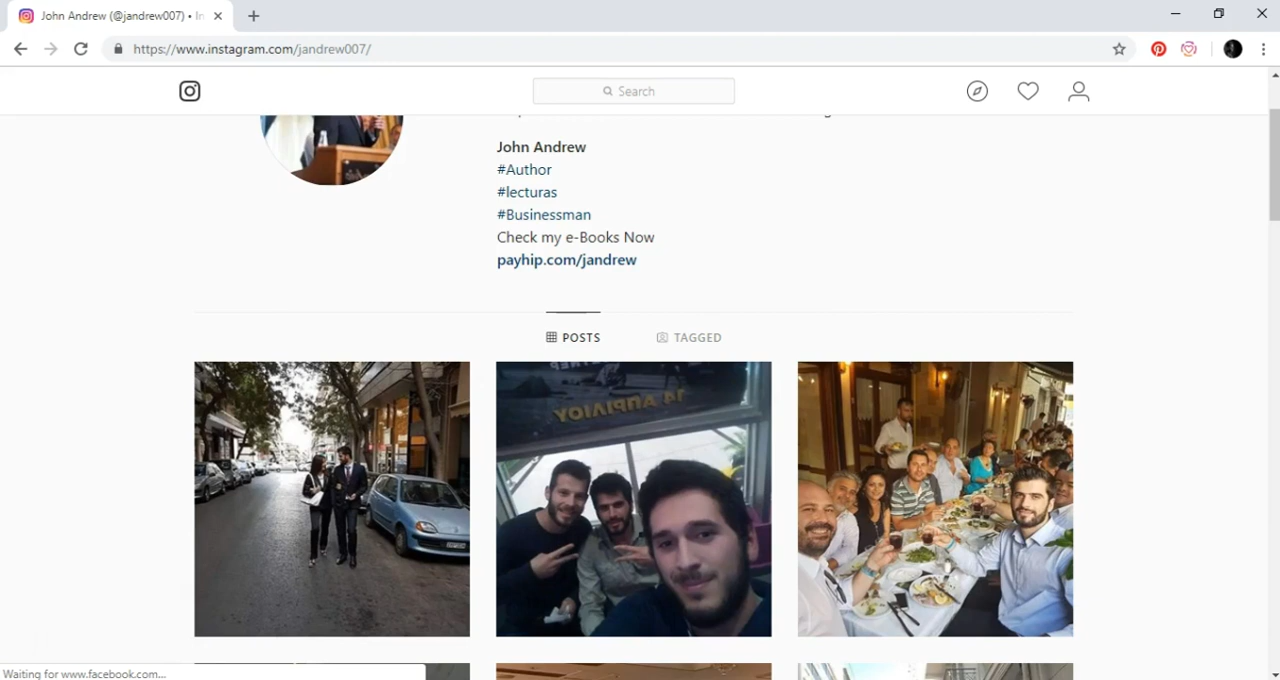 John Andrew (@jandrew007) • In
https://www.instagram.com/jandrew007/
Search
John Andrew
#Author
#lecturas
#Businessman
Check my e-Books Now
payhip.com/jandrew
POSTS
TAGGED
Waiting for www.facebook.com...